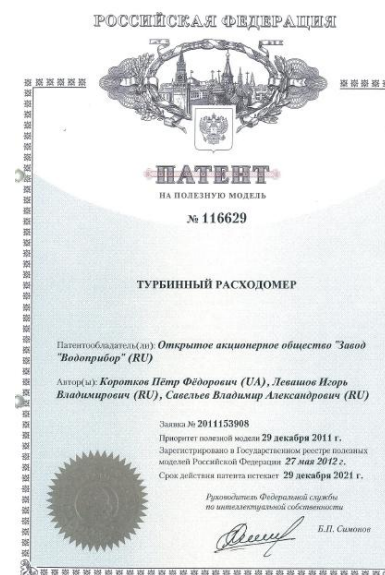 РОССИЙСКАЯ ФЕДЕРАЦИЯ
ПАТЕНТ
НА ПОЛЕЗНУЮ МОДЕЛЬ
№ 116629
ТУРБИННЫЙ РАСХОДОМЕР
Патентообладатель(ли): Открытое акционерное общество "Завод
"Водоприбор" (RU)
Автор(ы): Коротков Пётр Фёдорович (UA), Левашов Игорь
Владимирович (RU), Савельев Владимир Александрович (RU)
Заявка № 2011153908
Приоритет полезной модели 29 декабря 2011 г.
Зарегистрировано в Государственном реестре полезных
моделей Российской Федерации 27 мая 2012 г.
Срок действия патента истекает 29 декабря 2021 г.
Руководитель Федеральной службы
по интеллектуальной собственности
Б.П. Симонов